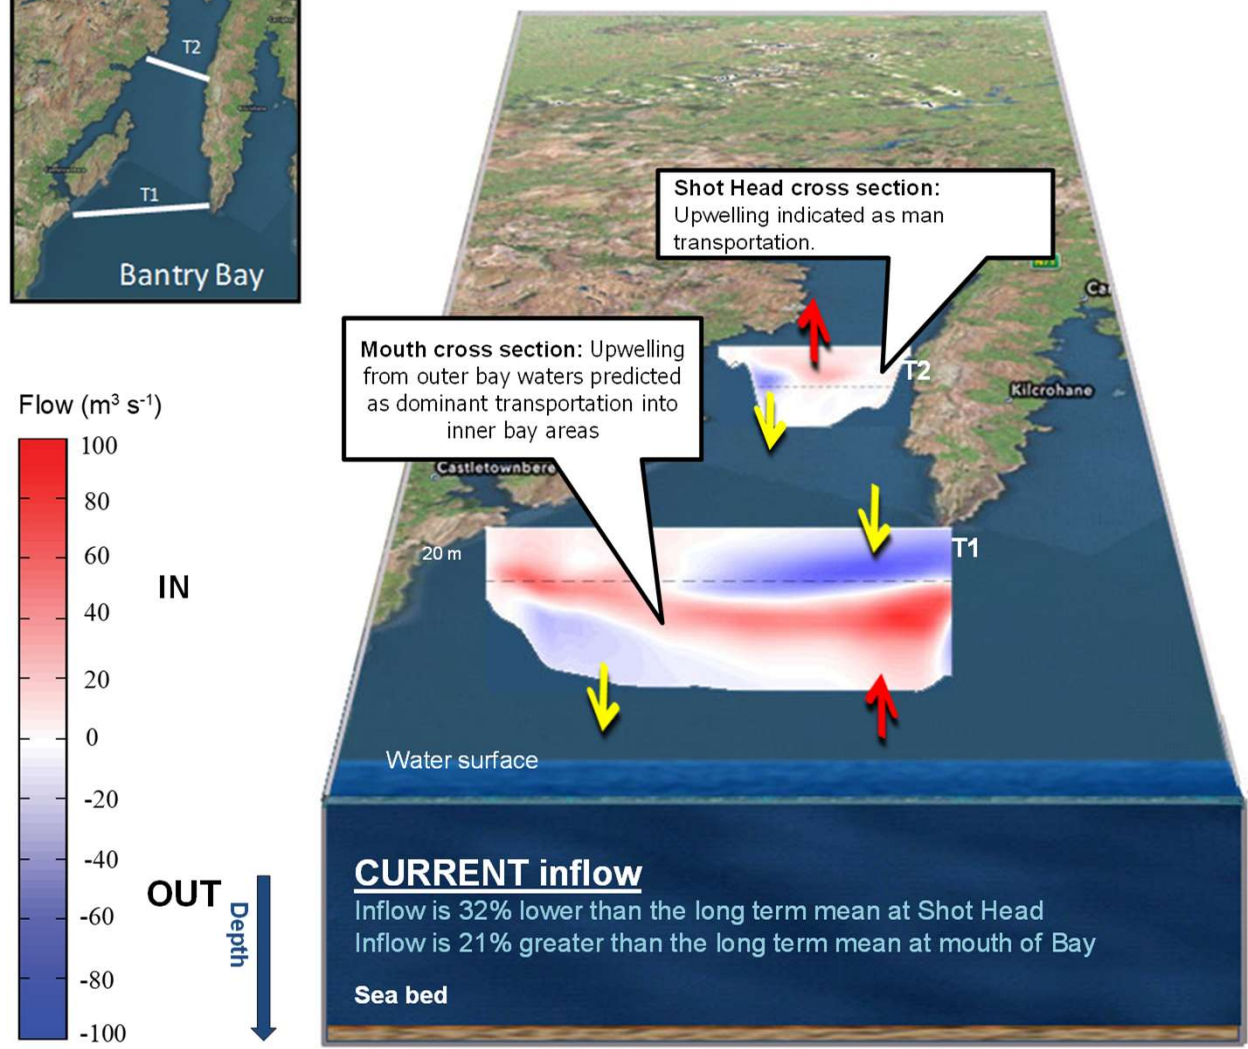 T2
T1
Bantry Bay
Shot Head cross section:
Upwelling indicated as man
transportation.
Mouth cross section: Upwelling
from outer bay waters predicted
as dominant transportation into
inner bay areas
T2
Kilcrohane
Castletownbere
20 m
T1
Flow (m³ s⁻¹)
100
80
60
40
20
0
-20
-40
-60
-80
-100
IN
OUT
Depth
Water surface
CURRENT inflow
Inflow is 32% lower than the long term mean at Shot Head
Inflow is 21% greater than the long term mean at mouth of Bay
Sea bed